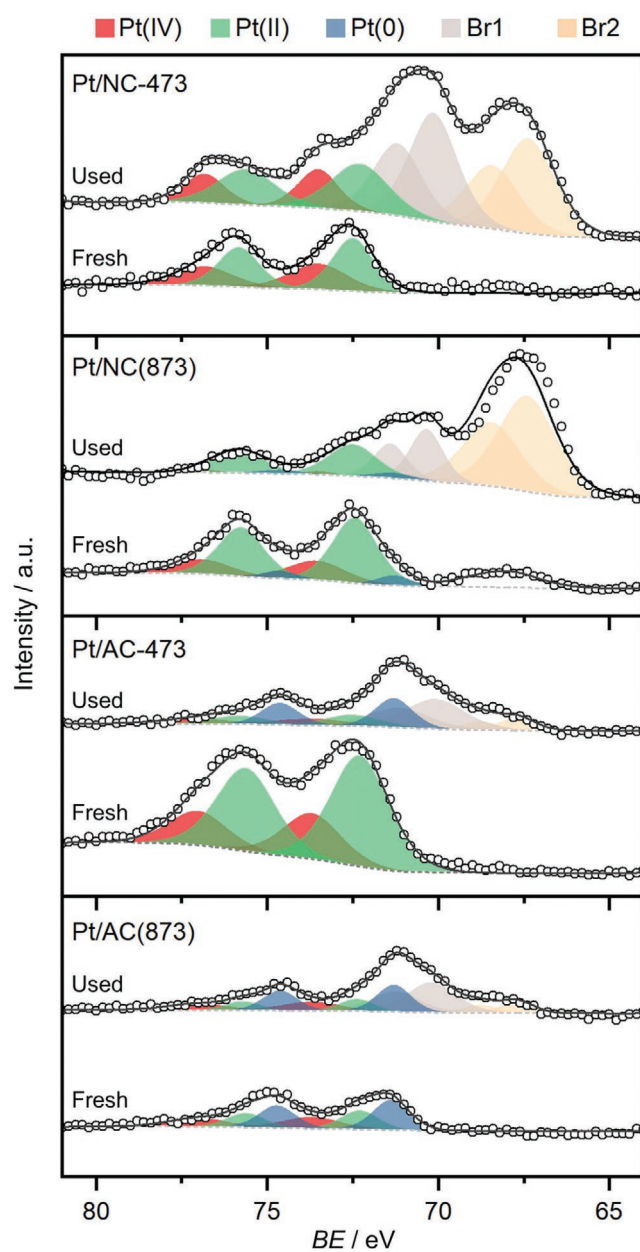 Pt(IV) Pt(II) Pt(0) Br1 Br2
Pt/NC-473
Used
Fresh
Pt/NC(873)
Used
Fresh
Pt/AC-473
Used
Fresh
Pt/AC(873)
Used
Fresh
Intensity / a.u.
80 75 70 65
BE / eV